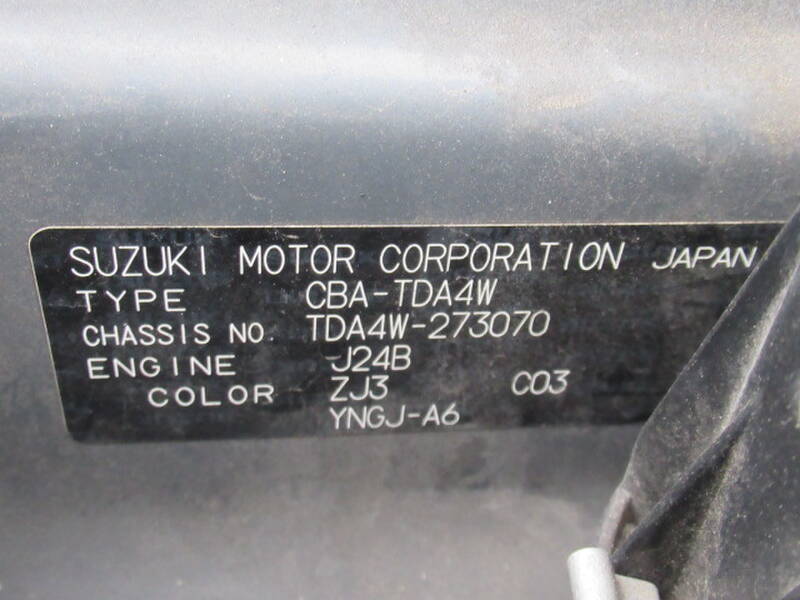 SUZUKI MOTOR CORPORATION JAPAN
TYPE CBA-TDA4W
CHASSIS NO. TDA4W-273070
ENGINE J24B
COLOR ZJ3 C03
YNGJ-A6